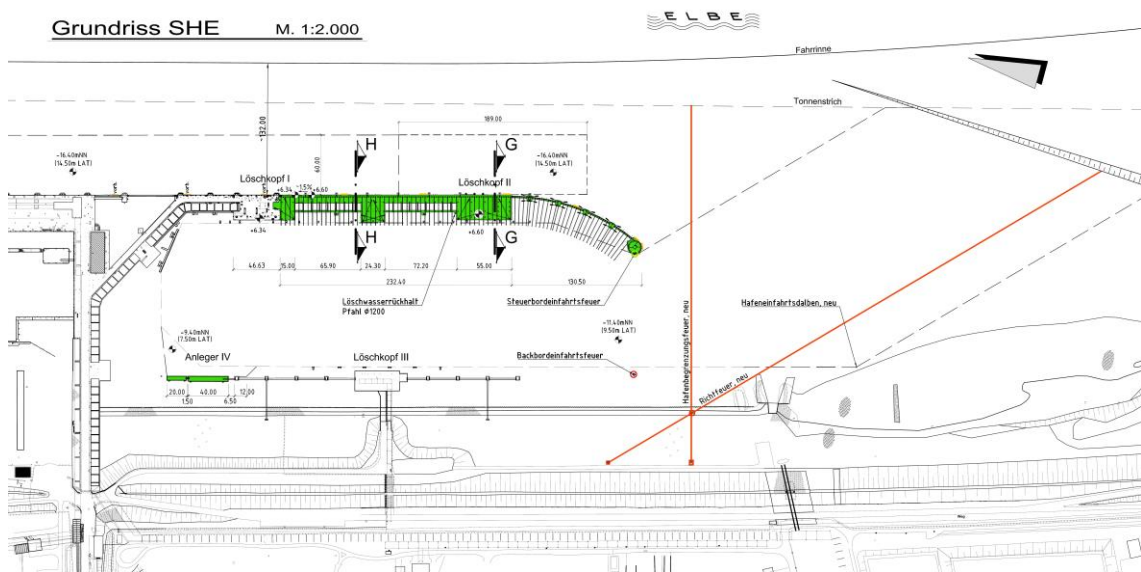 Grundriss SHE M. 1:2.000
ELBE
Fahrrinne
Tonnenstrich
~132.00
189.00
60.00
H
G
-16.40mNN
(14.50m LAT)
-16.40mNN
(14.50m LAT)
Löschkopf I
+6.34
~1.5%
+6.60
Löschkopf II
+6.34
+6.60
H
G
46.63
15.00
65.90
24.30
72.20
55.00
232.40
130.50
Löschwasserrückhalt
Pfahl Ø1200
Steuerbordeinfahrtsfeuer
Hafeneinfahrtsdalben, neu
Hafenbegrenzungsfeuer, neu
-11.40mNN
(9.50m LAT)
-9.40mNN
(7.50m LAT)
Anleger IV
Löschkopf III
Backbordeinfahrtsfeuer
Richtfeuer, neu
20.00
1.50
40.00
6.50
12.00